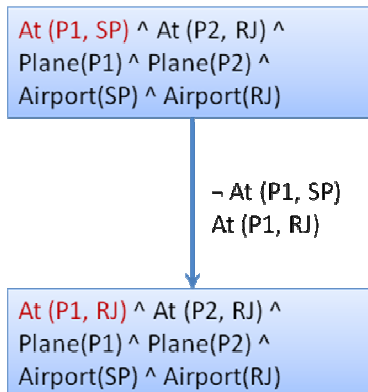 At (P1, SP) ^ At (P2, RJ) ^
Plane(P1) ^ Plane(P2) ^
Airport(SP) ^ Airport(RJ)
¬ At (P1, SP)
At (P1, RJ)
At (P1, RJ) ^ At (P2, RJ) ^
Plane(P1) ^ Plane(P2) ^
Airport(SP) ^ Airport(RJ)